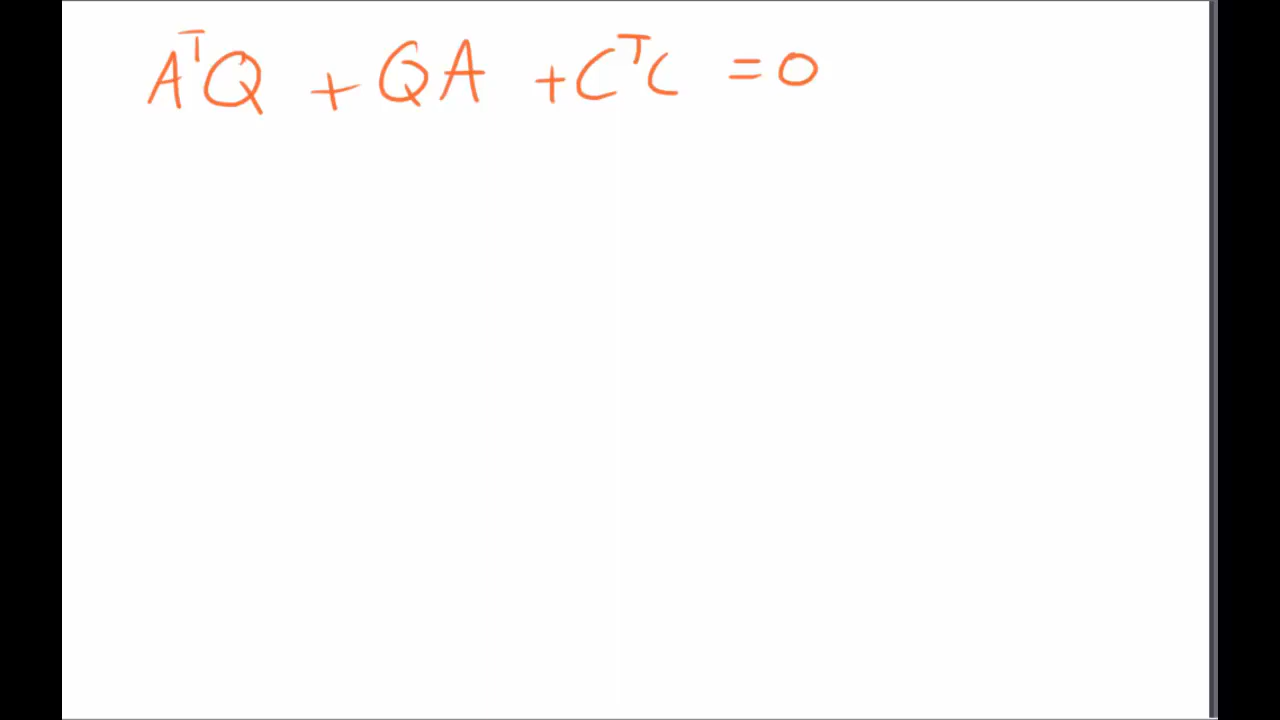 AᵀQ + QA + CᵀC = 0